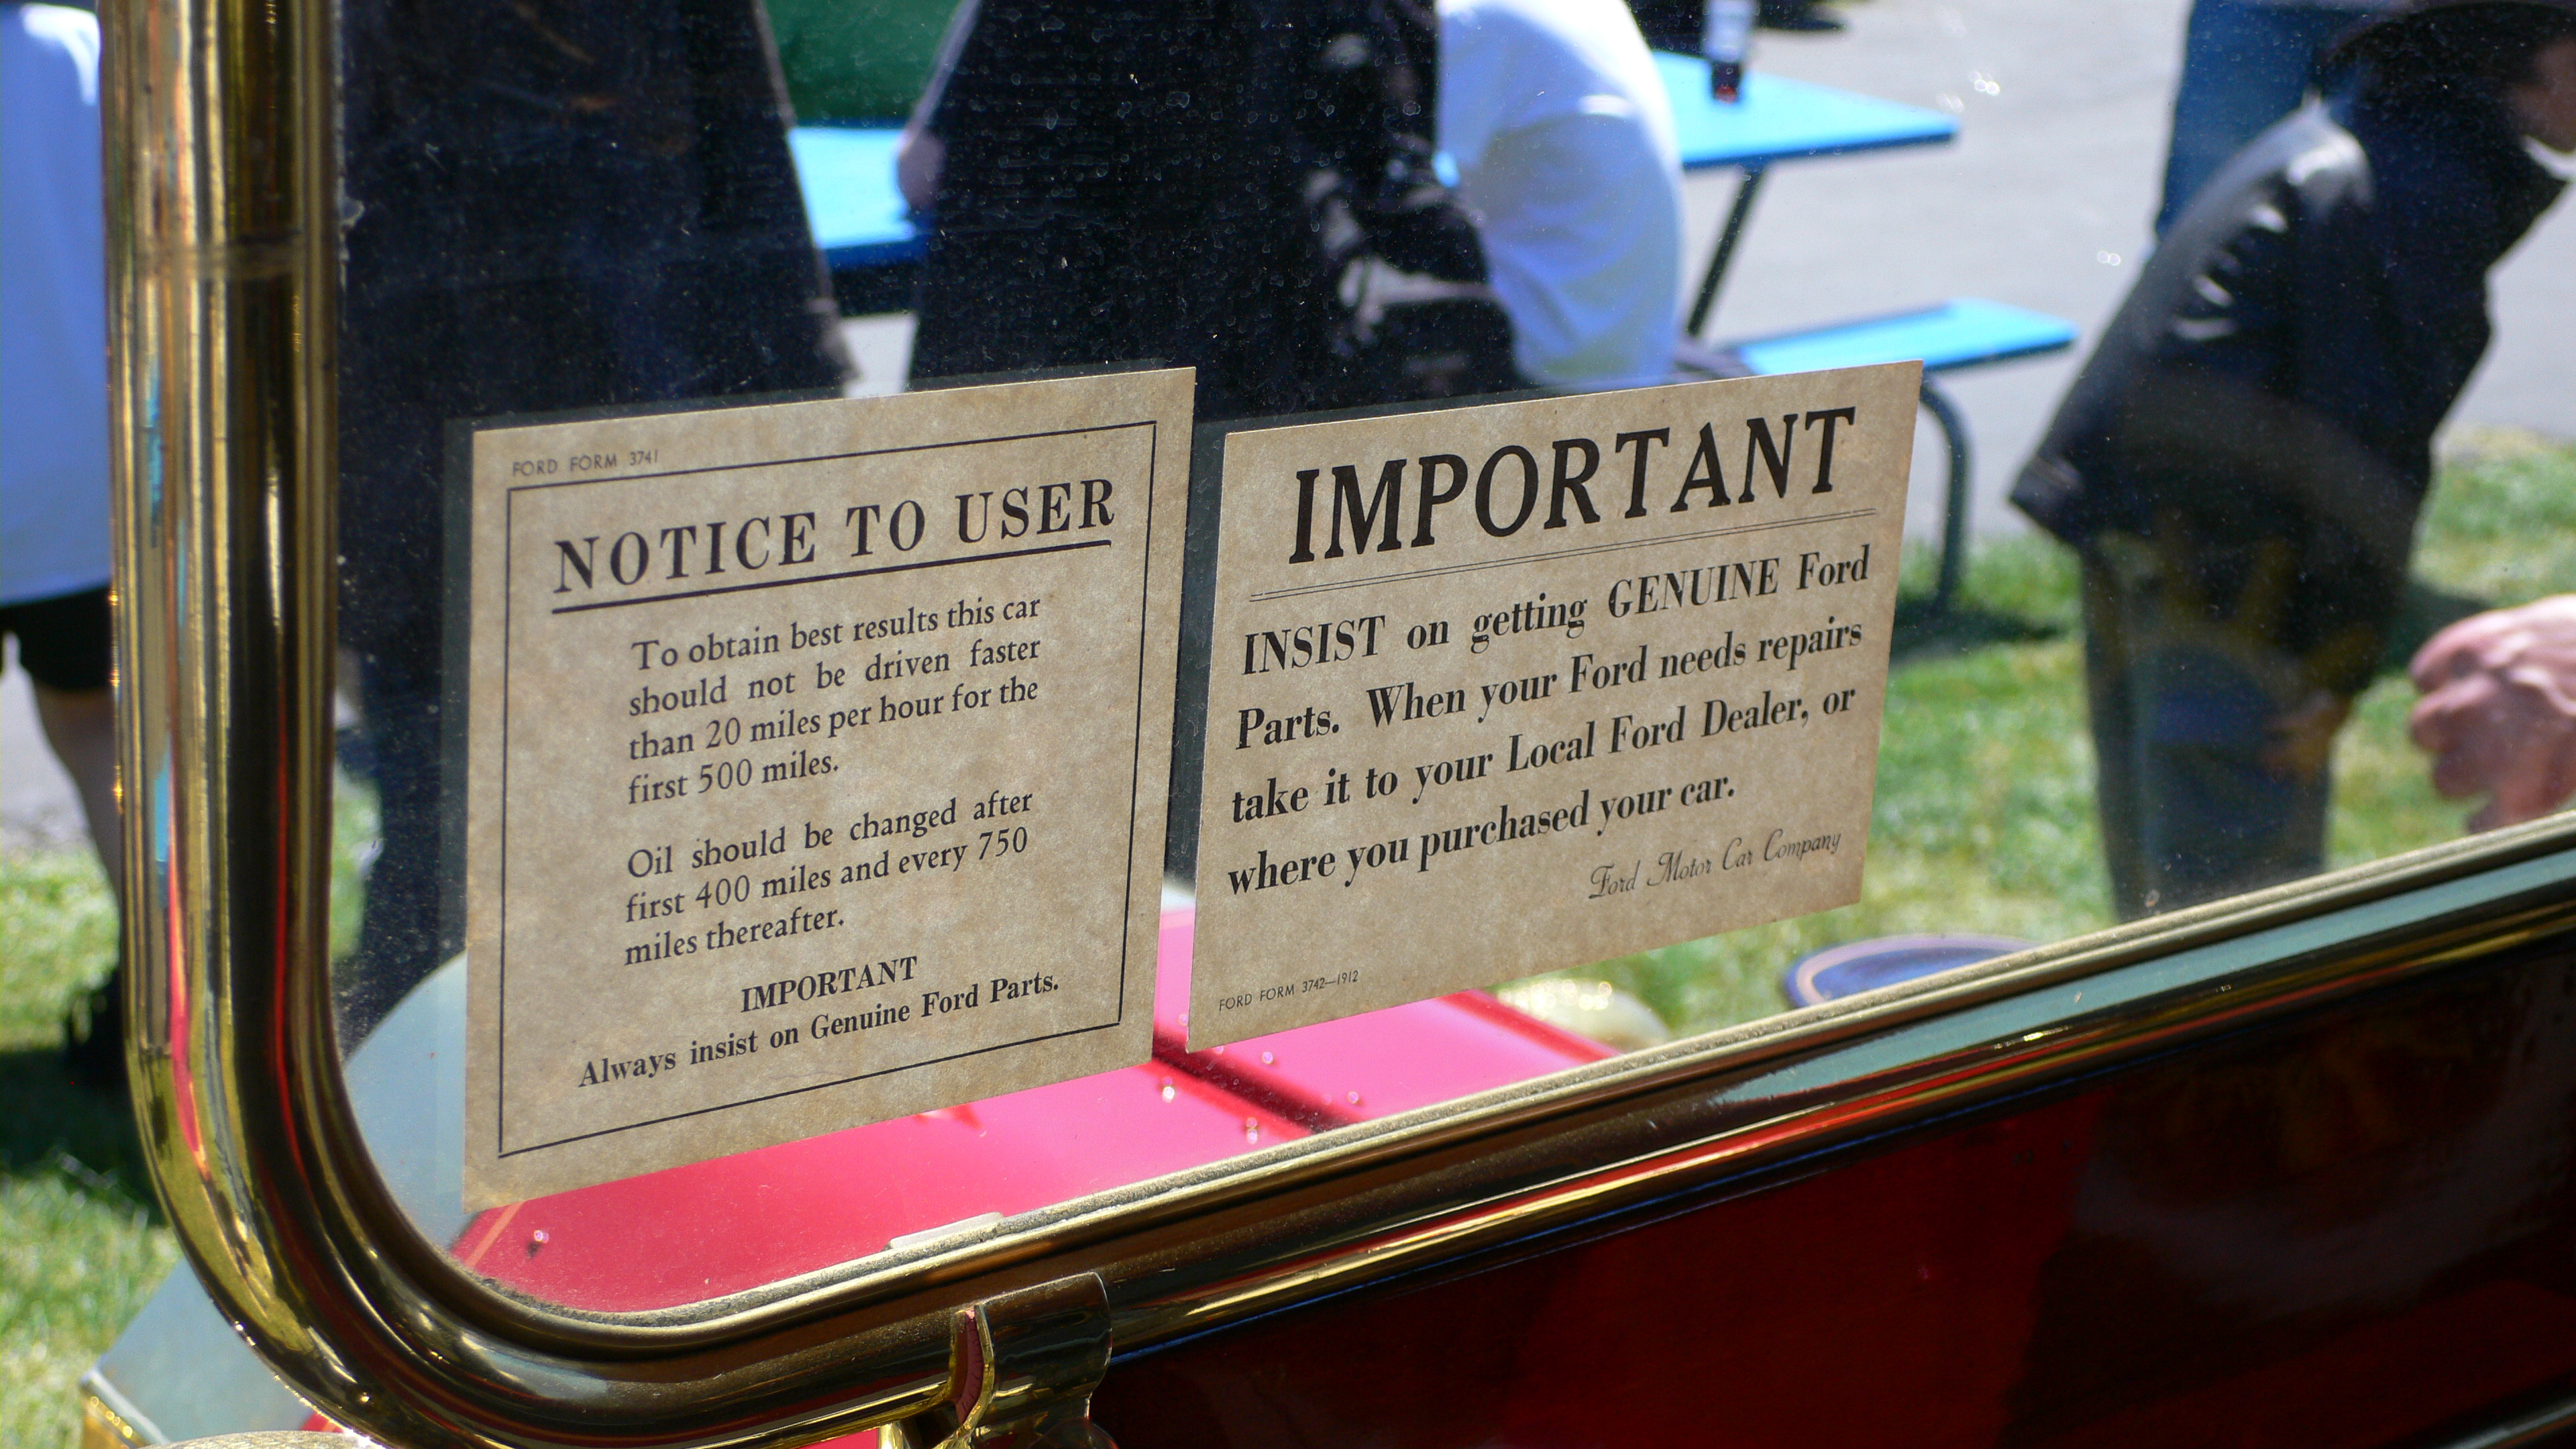 FORD FORM 3741
NOTICE TO USER
To obtain best results this car
should not be driven faster
than 20 miles per hour for the
first 500 miles.
Oil should be changed after
first 400 miles and every 750
miles thereafter.
IMPORTANT
Always insist on Genuine Ford Parts.
IMPORTANT
INSIST on getting GENUINE Ford
Parts. When your Ford needs repairs
take it to your Local Ford Dealer, or
where you purchased your car.
Ford Motor Car Company
FORD FORM 3742—1912